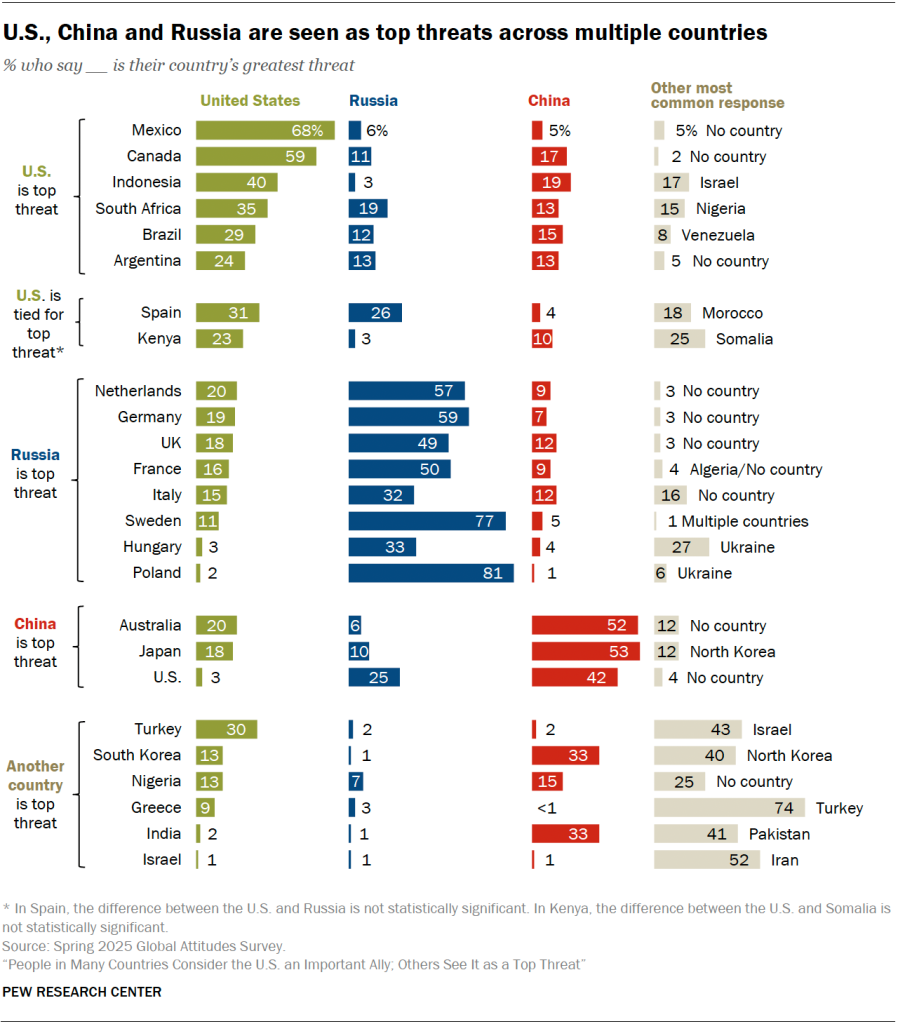 U.S., China and Russia are seen as top threats across multiple countries
% who say __ is their country's greatest threat
United States Russia China Other most common response
U.S. is top threat
Mexico 68% 6% 5% 5% No country
Canada 59 11 17 2 No country
Indonesia 40 3 19 17 Israel
South Africa 35 19 13 15 Nigeria
Brazil 29 12 15 8 Venezuela
Argentina 24 13 13 5 No country
U.S. is tied for top threat*
Spain 31 26 4 18 Morocco
Kenya 23 3 10 25 Somalia
Russia is top threat
Netherlands 20 57 9 3 No country
Germany 19 59 7 3 No country
UK 18 49 12 3 No country
France 16 50 9 4 Algeria/No country
Italy 15 32 12 16 No country
Sweden 11 77 5 1 Multiple countries
Hungary 3 33 4 27 Ukraine
Poland 2 81 1 6 Ukraine
China is top threat
Australia 20 6 52 12 No country
Japan 18 10 53 12 North Korea
U.S. 3 25 42 4 No country
Another country is top threat
Turkey 30 2 2 43 Israel
South Korea 13 1 33 40 North Korea
Nigeria 13 7 15 25 No country
Greece 9 3 <1 74 Turkey
India 2 1 33 41 Pakistan
Israel 1 1 1 52 Iran
* In Spain, the difference between the U.S. and Russia is not statistically significant. In Kenya, the difference between the U.S. and Somalia is
not statistically significant.
Source: Spring 2025 Global Attitudes Survey.
"People in Many Countries Consider the U.S. an Important Ally; Others See It as a Top Threat"
PEW RESEARCH CENTER